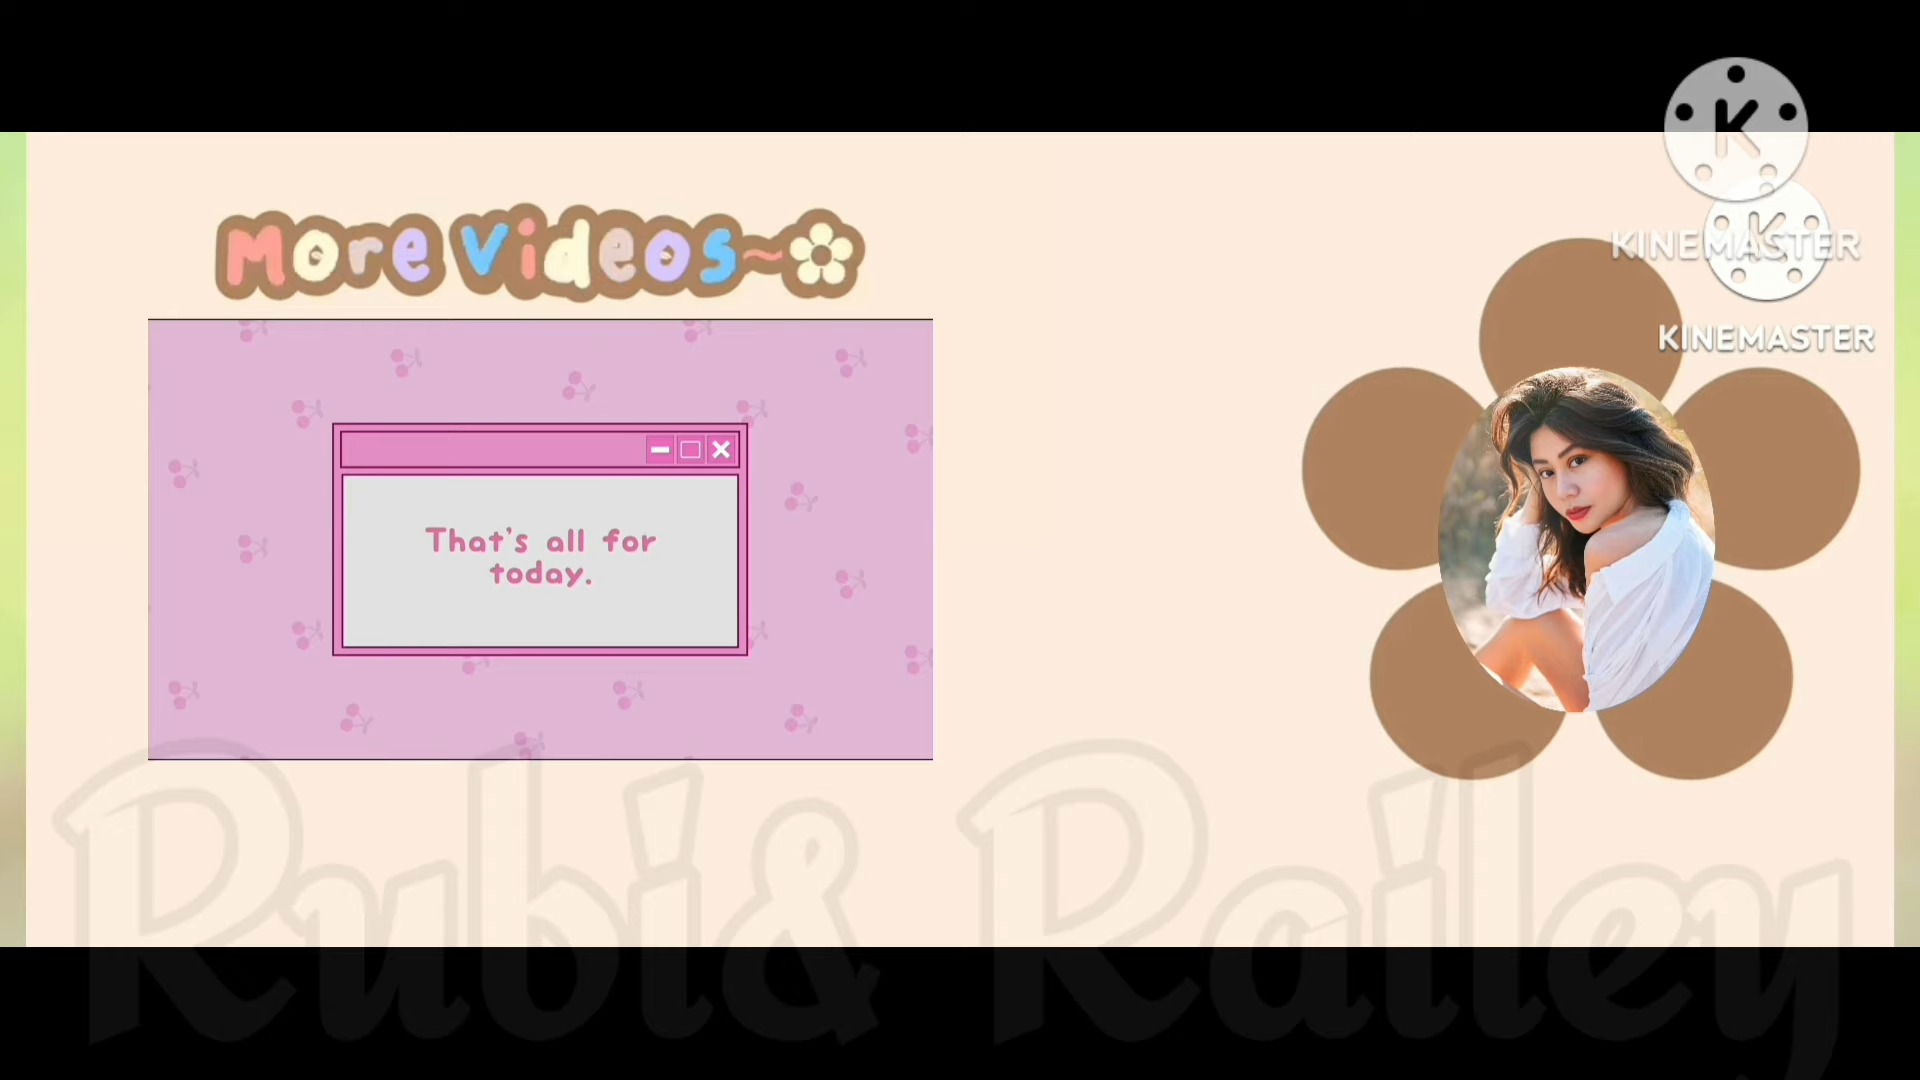 More Videos~
K
KINEMASTER
K
KINEMASTER
That's all for
today.
Rubi & Railey